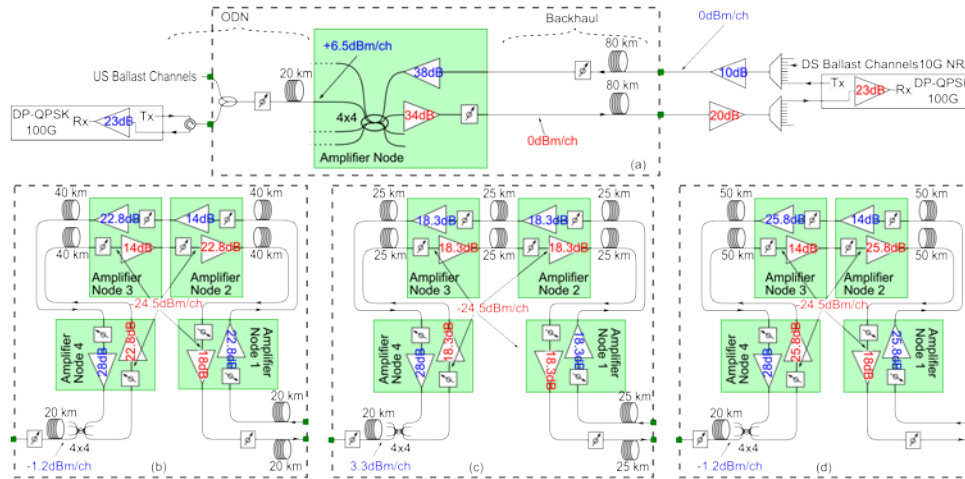 ODN
Backhaul
0dBm/ch
+6.5dBm/ch
80 km
DS Ballast Channels10G NR
US Ballast Channels
20 km
38dB
10dB
Tx
DP-QPSK
100G
Rx
23dB
80 km
DP-QPSK
100G
Rx
23dB
Tx
4x4
34dB
20dB
0dBm/ch
Amplifier Node
(a)
40 km
40 km
22.8dB
14dB
40 km
40 km
14dB
22.8dB
Amplifier
Node 3
Amplifier
Node 2
-24.5dBm/ch
Amplifier
Node 4
28dB
22.8dB
18dB
22.8dB
Amplifier
Node 1
20 km
4x4
20 km
20 km
-1.2dBm/ch
(b)
25 km
25 km
25 km
18.3dB
18.3dB
25 km
25 km
25 km
18.3dB
18.3dB
Amplifier
Node 3
Amplifier
Node 2
-24.5dBm/ch
Amplifier
Node 4
28dB
18.3dB
18.3dB
18.3dB
Amplifier
Node 1
20 km
4x4
25 km
25 km
3.3dBm/ch
(c)
50 km
50 km
25.8dB
14dB
50 km
50 km
14dB
25.8dB
Amplifier
Node 3
Amplifier
Node 2
-24.5dBm/ch
Amplifier
Node 4
28dB
25.8dB
18dB
25.8dB
Amplifier
Node 1
20 km
4x4
-1.2dBm/ch
(d)